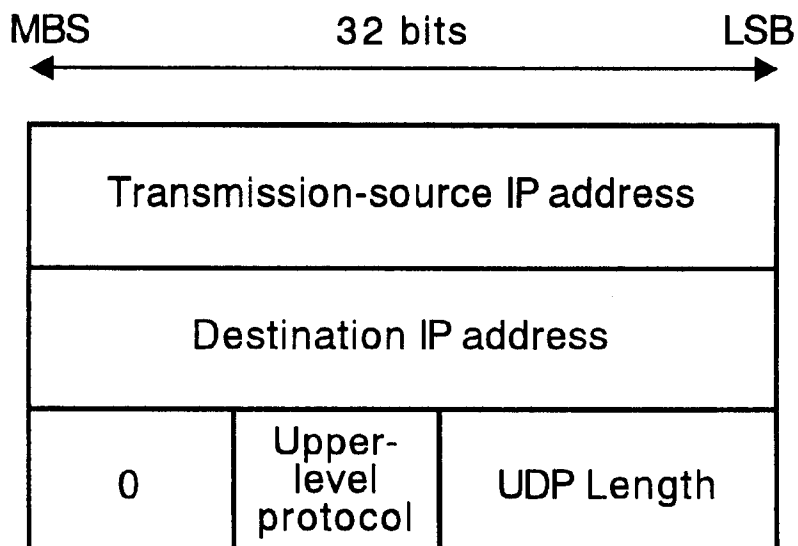 MBS 32 bits LSB
Transmission-source IP address
Destination IP address
0
Upper-
level
protocol
UDP Length